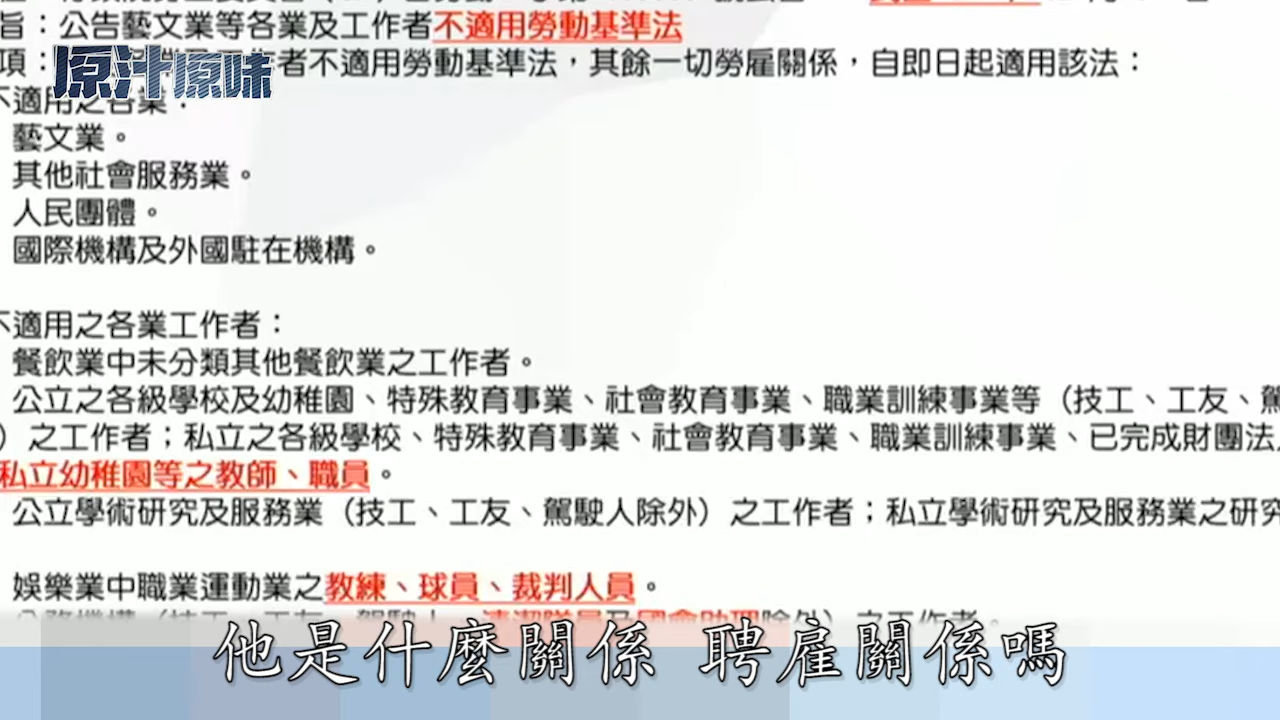 旨：公告藝文業等各業及工作者不適用勞動基準法
項：
作者不適用勞動基準法，其餘一切勞雇關係，自即日起適用該法：
原汁原味
不適用之各業：
藝文業。
其他社會服務業。
人民團體。
國際機構及外國駐在機構。
不適用之各業工作者：
餐飲業中未分類其他餐飲業之工作者。
公立之各級學校及幼稚園、特殊教育事業、社會教育事業、職業訓練事業等（技工、工友、駕
）之工作者；私立之各級學校、特殊教育事業、社會教育事業、職業訓練事業、已完成財團法
私立幼稚園等之教師、職員。
公立學術研究及服務業（技工、工友、駕駛人除外）之工作者；私立學術研究及服務業之研究
娛樂業中職業運動業之教練、球員、裁判人員。
他是什麼關係 聘雇關係嗎